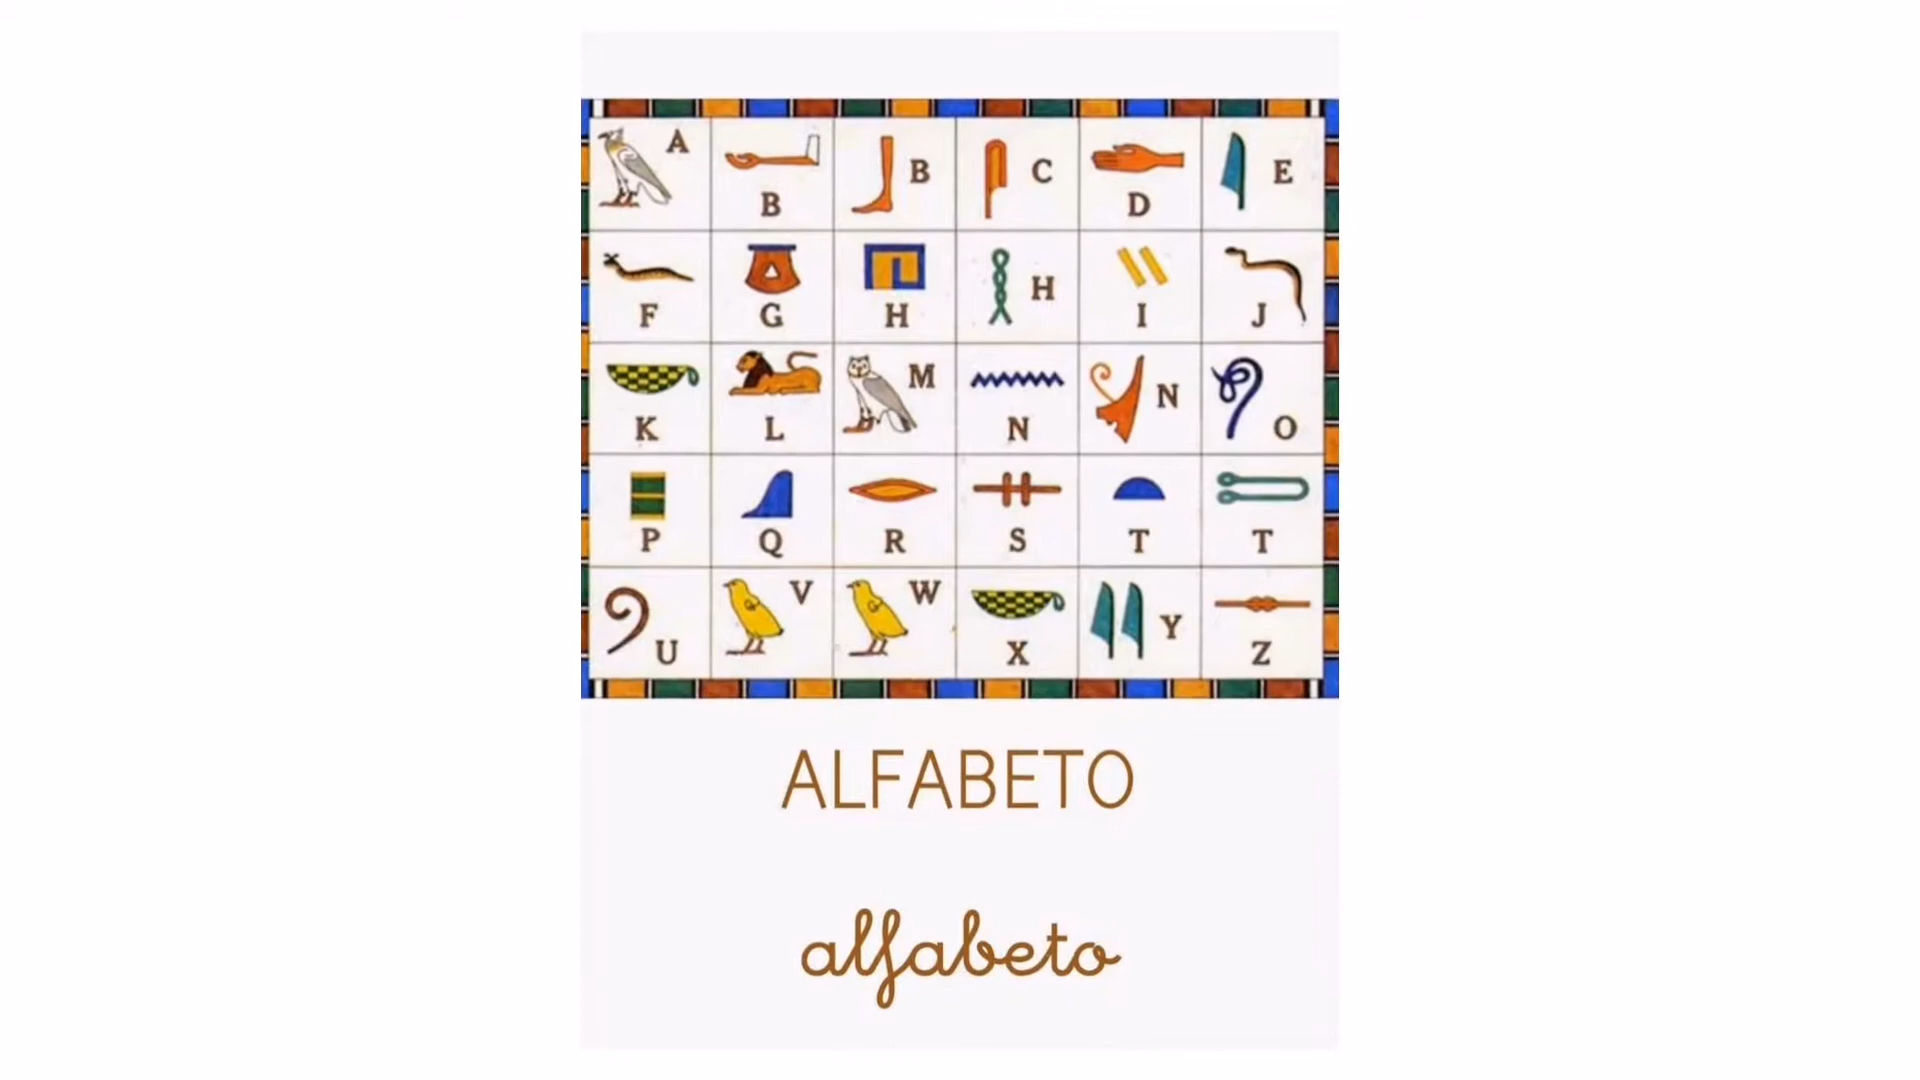 A B B C D E
F G H H I J
K L M N N O
P Q R S T T
U V W X Y Z
ALFABETO
alfabeto